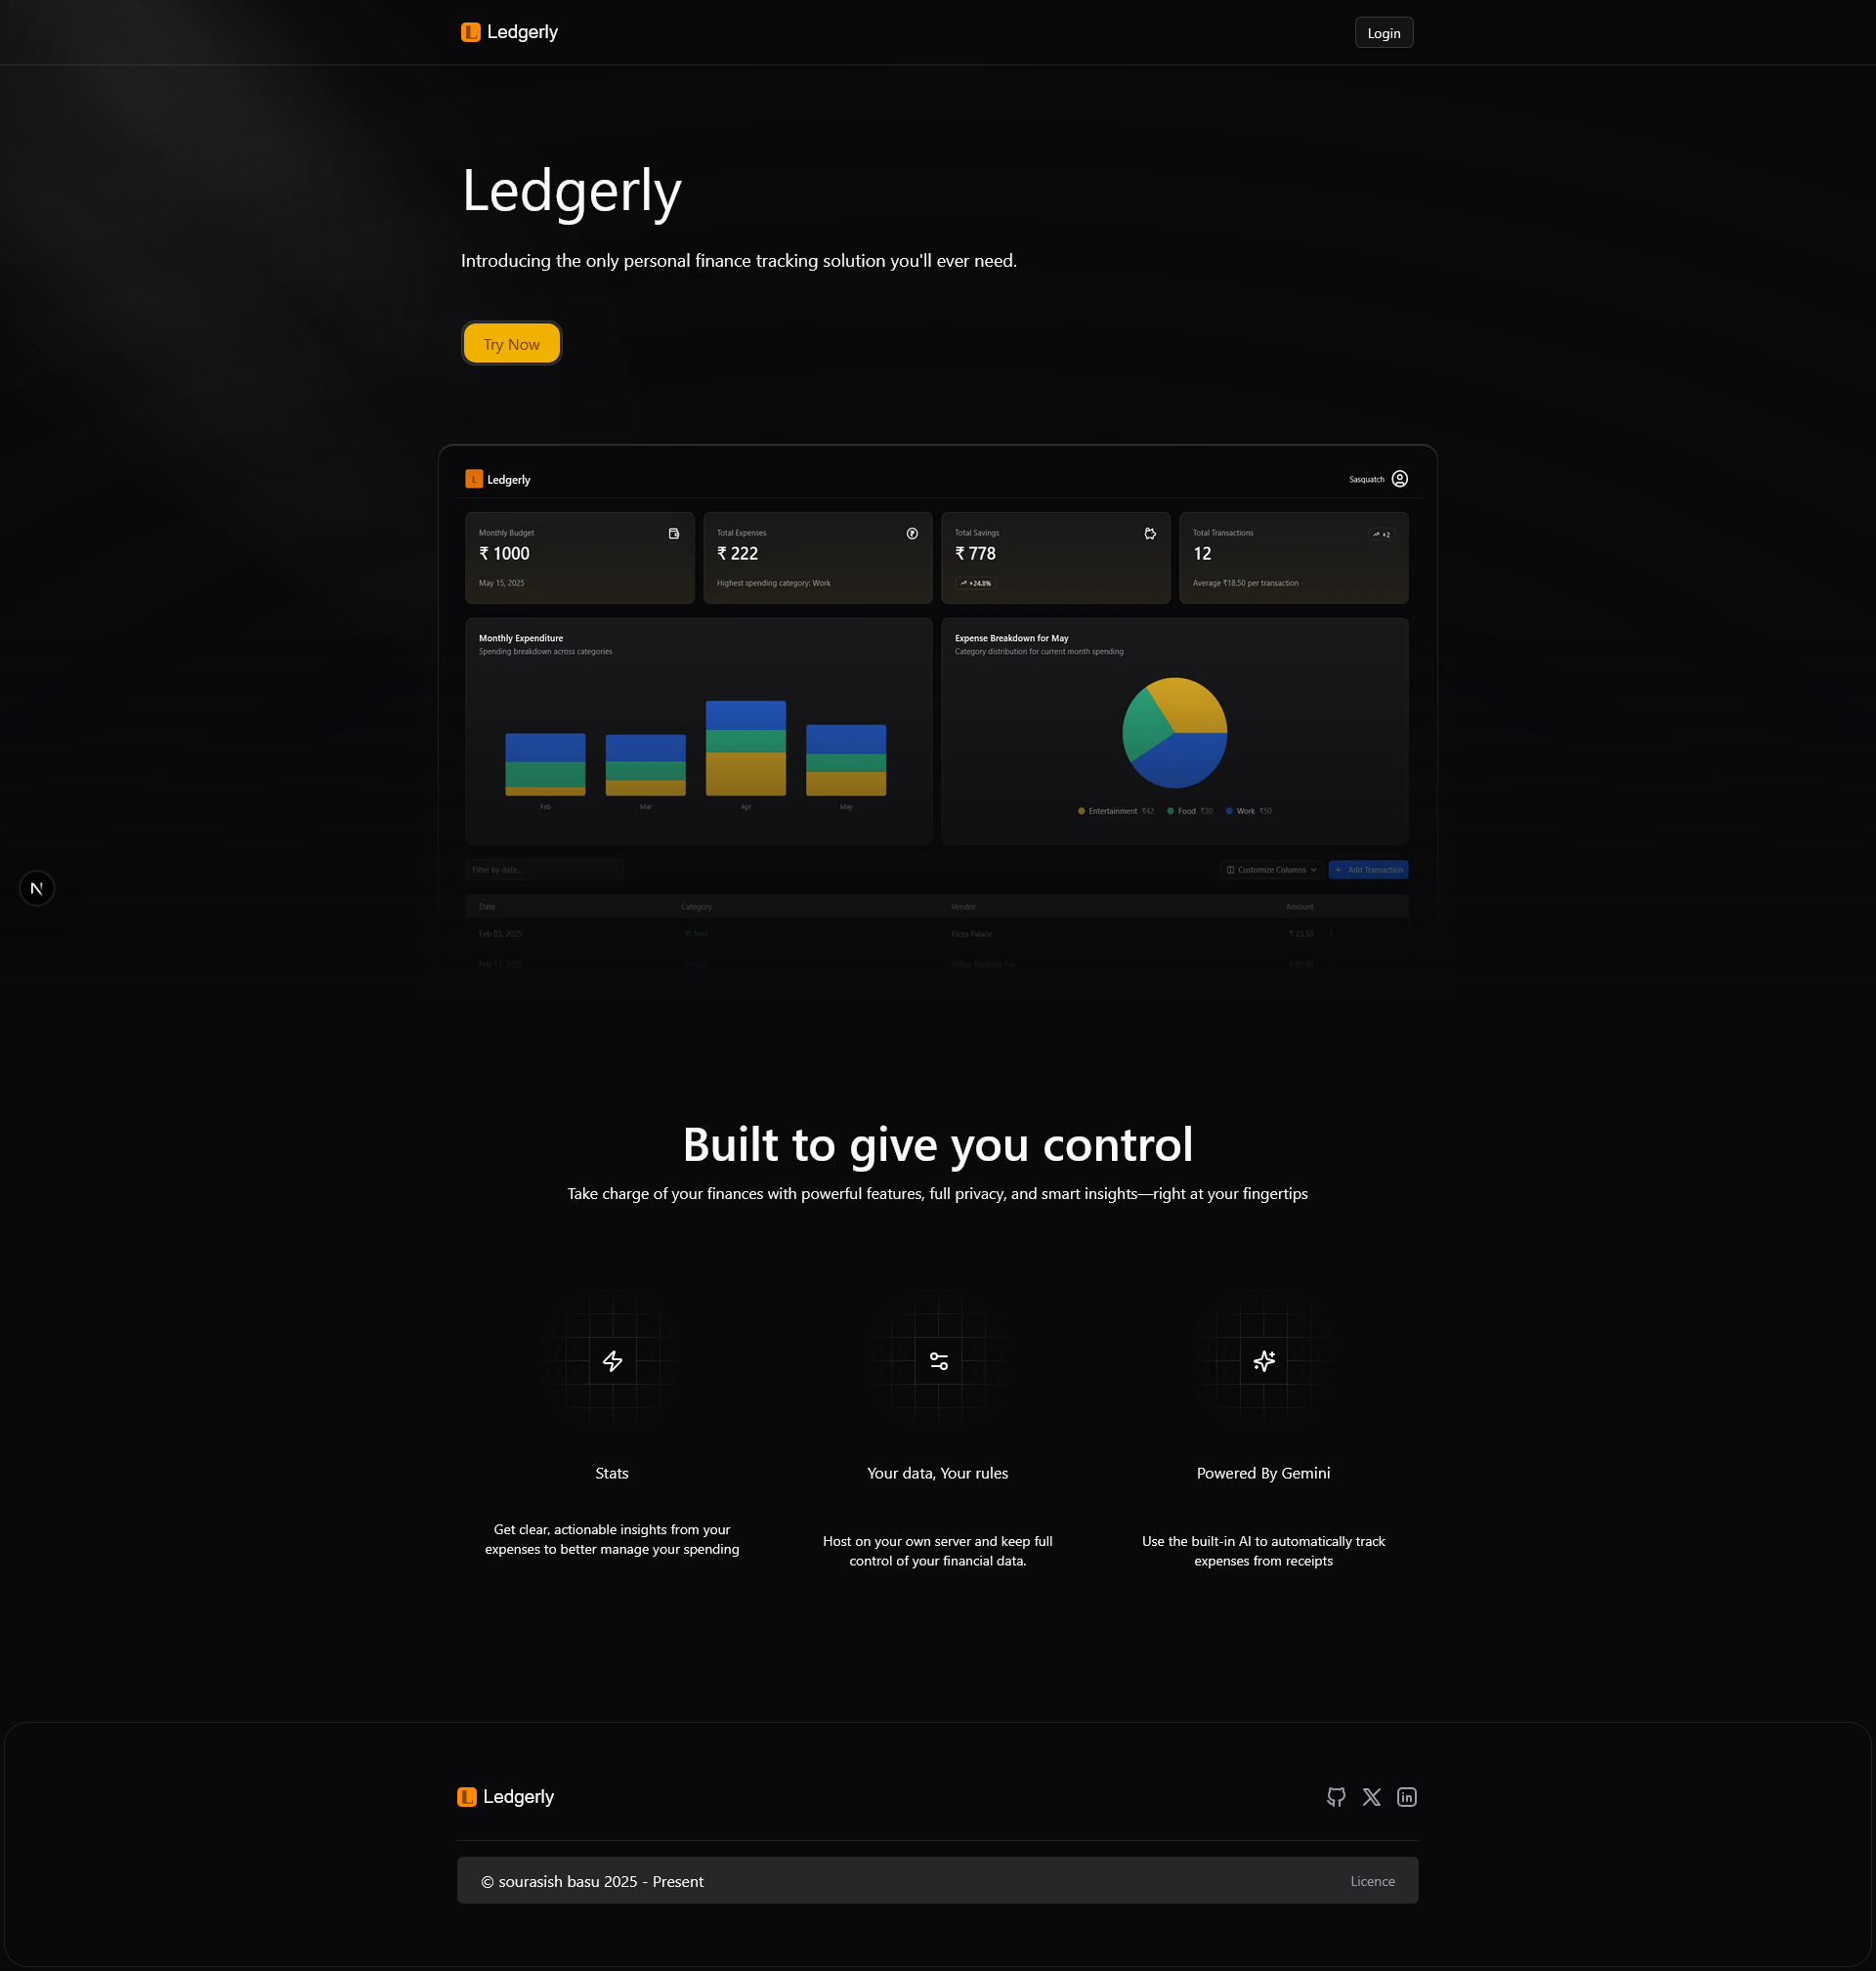 Ledgerly
Login
Ledgerly
Introducing the only personal finance tracking solution you'll ever need.
Try Now
L Ledgerly
Sasquatch
Monthly Budget
₹ 1000
May 15, 2025
Total Expenses
₹ 222
Highest spending category: Work
Total Savings
₹ 778
+24.8%
Total Transactions
+2
12
Average ₹18.50 per transaction
Monthly Expenditure
Spending breakdown across categories
Feb Mar Apr May
Expense Breakdown for May
Category distribution for current month spending
Entertainment ₹42 Food ₹30 Work ₹50
Filter by date...
Customize Columns
+ Add Transaction
N
Date Category Vendor Amount
Feb 03, 2025 Pizza Palace ₹ 23.50
Feb 17, 2025 Office Supplies Co. ₹ 89.99
Built to give you control
Take charge of your finances with powerful features, full privacy, and smart insights—right at your fingertips
Stats
Get clear, actionable insights from your
expenses to better manage your spending
Your data, Your rules
Host on your own server and keep full
control of your financial data.
Powered By Gemini
Use the built-in AI to automatically track
expenses from receipts
L Ledgerly
© sourasish basu 2025 - Present
Licence